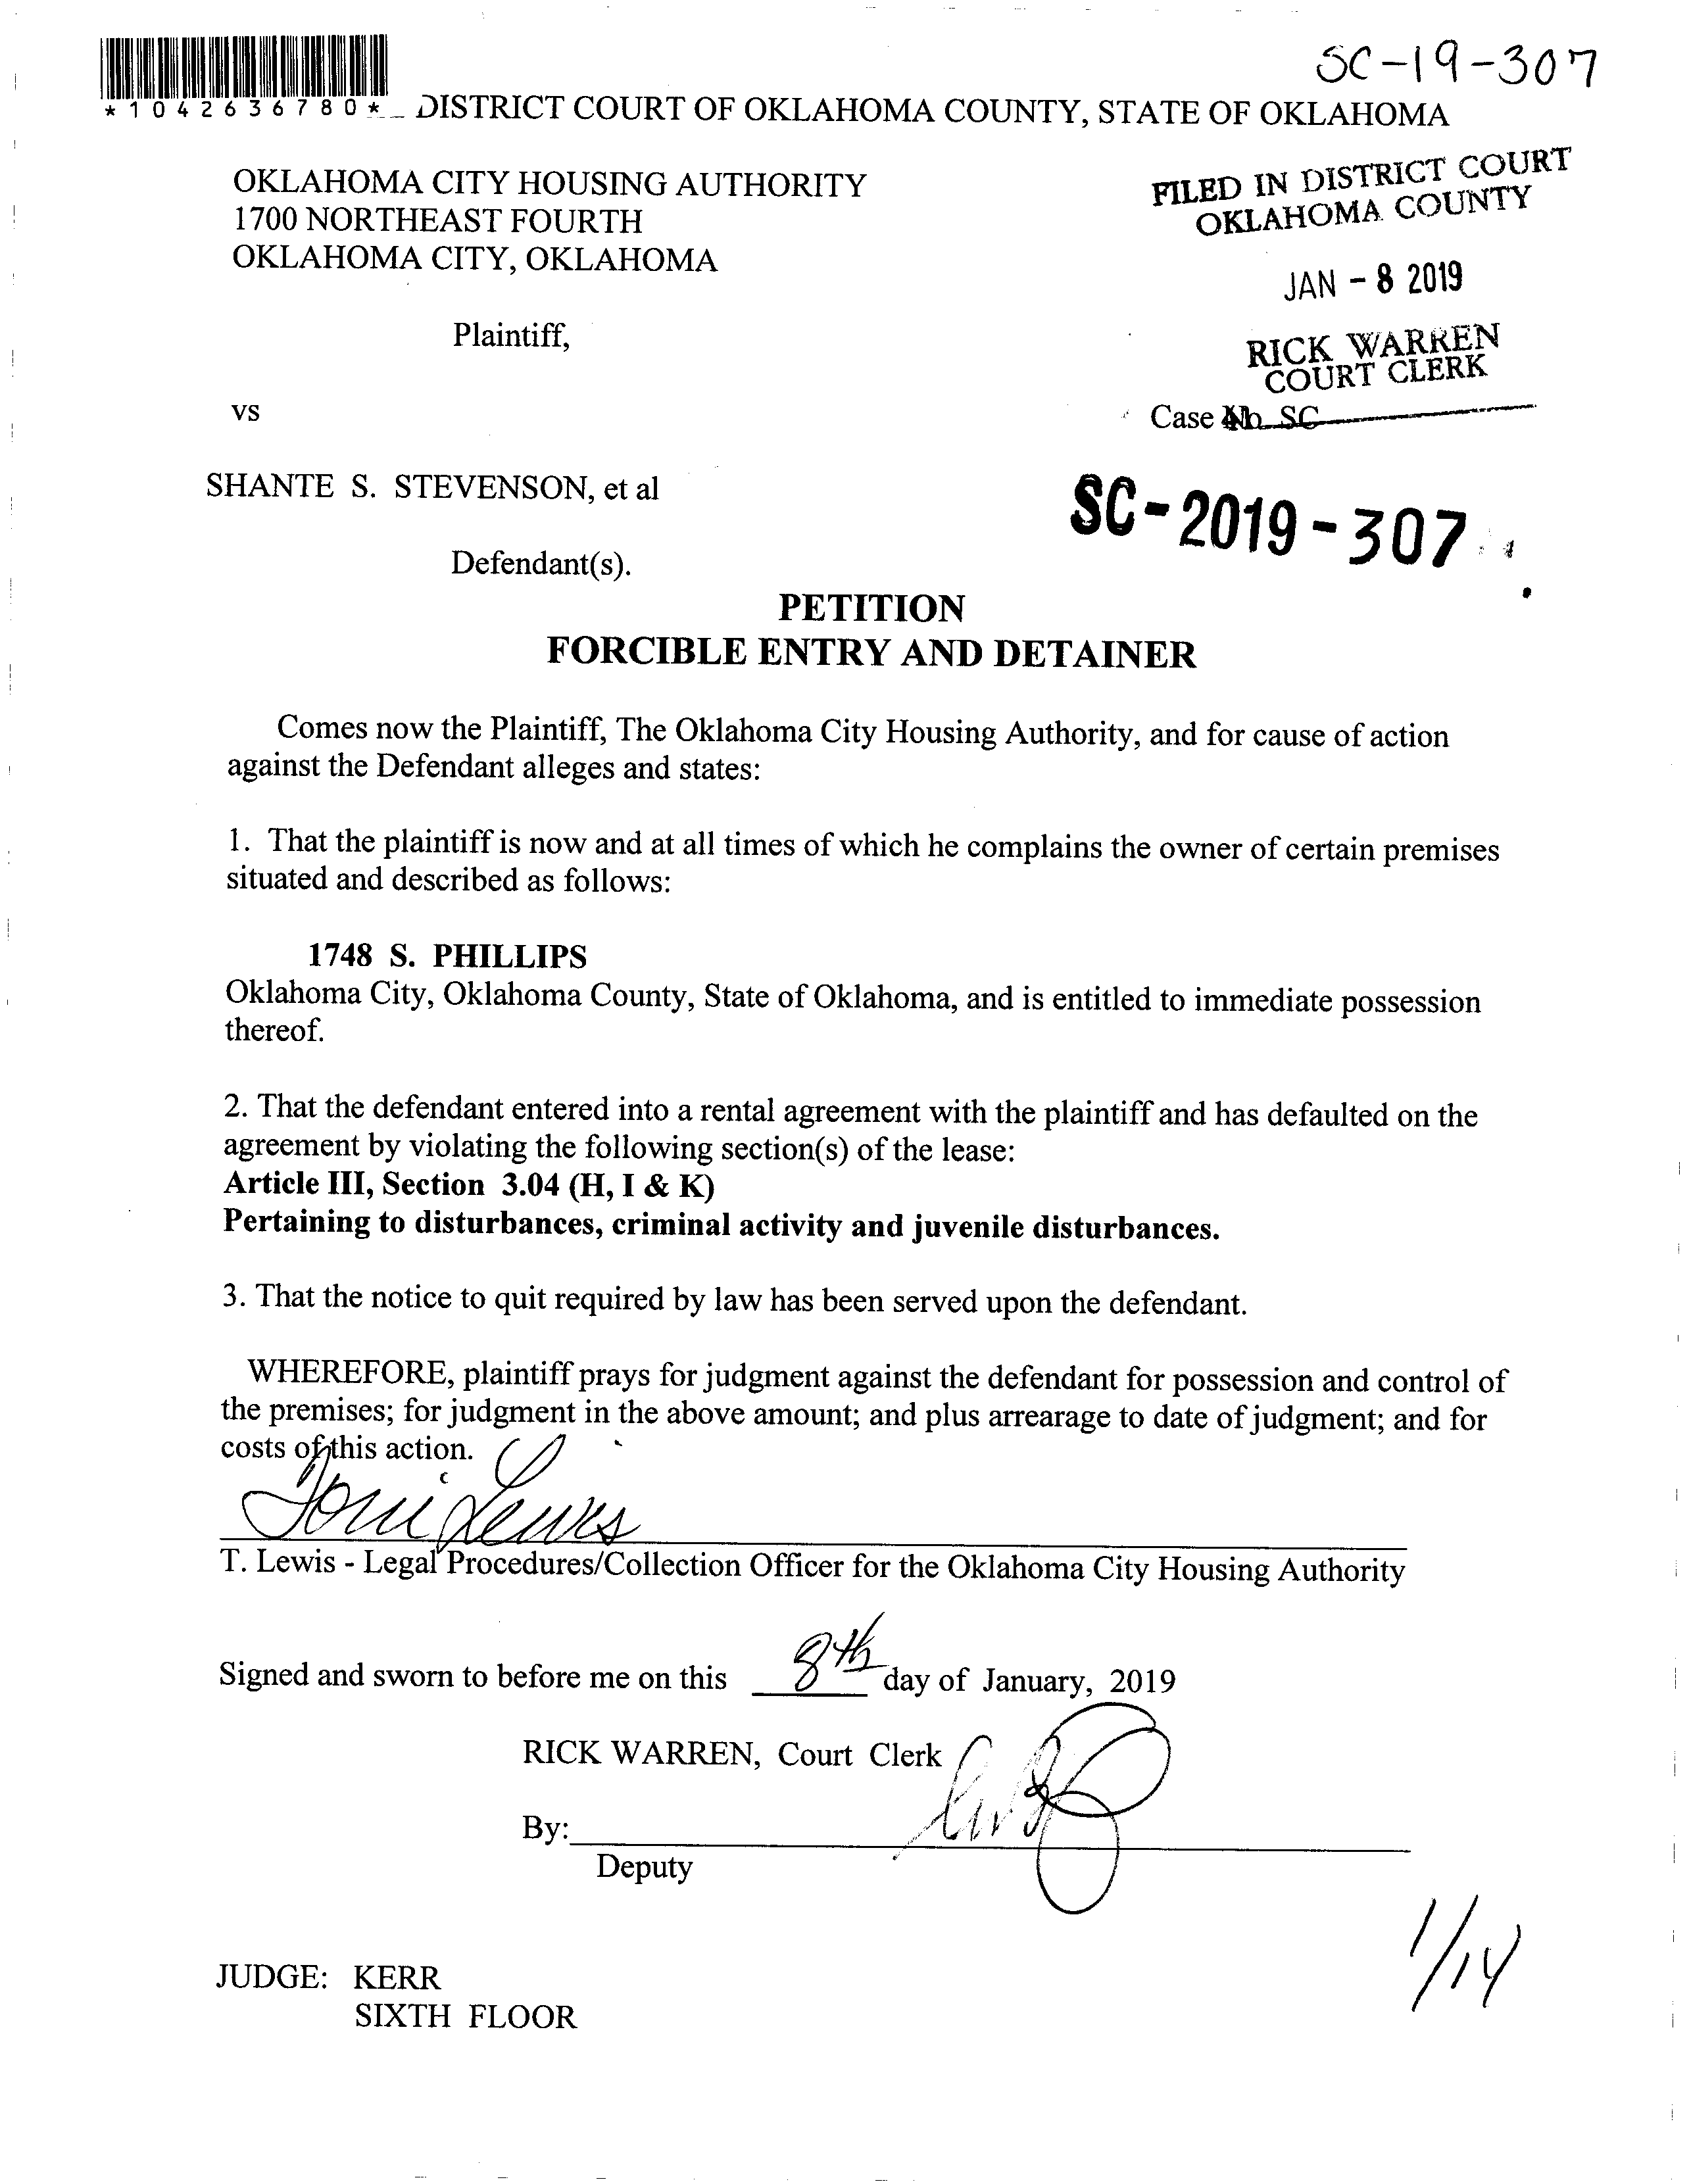 SC-19-307
*1042636780*
DISTRICT COURT OF OKLAHOMA COUNTY, STATE OF OKLAHOMA
OKLAHOMA CITY HOUSING AUTHORITY
1700 NORTHEAST FOURTH
OKLAHOMA CITY, OKLAHOMA
FILED IN DISTRICT COURT
OKLAHOMA COUNTY
JAN - 8 2019
RICK WARREN
COURT CLERK
Plaintiff,
vs
Case No SC
SHANTE S. STEVENSON, et al
SC-2019-307
Defendant(s).
PETITION
FORCIBLE ENTRY AND DETAINER
Comes now the Plaintiff, The Oklahoma City Housing Authority, and for cause of action
against the Defendant alleges and states:
1. That the plaintiff is now and at all times of which he complains the owner of certain premises
situated and described as follows:
1748 S. PHILLIPS
Oklahoma City, Oklahoma County, State of Oklahoma, and is entitled to immediate possession
thereof.
2. That the defendant entered into a rental agreement with the plaintiff and has defaulted on the
agreement by violating the following section(s) of the lease:
Article III, Section 3.04 (H, I & K)
Pertaining to disturbances, criminal activity and juvenile disturbances.
3. That the notice to quit required by law has been served upon the defendant.
WHEREFORE, plaintiff prays for judgment against the defendant for possession and control of
the premises; for judgment in the above amount; and plus arrearage to date of judgment; and for
costs of this action.
Toni Lewis
T. Lewis - Legal Procedures/Collection Officer for the Oklahoma City Housing Authority
Signed and sworn to before me on this 8th day of January, 2019
RICK WARREN, Court Clerk
By:
Deputy
1/14
JUDGE: KERR
SIXTH FLOOR